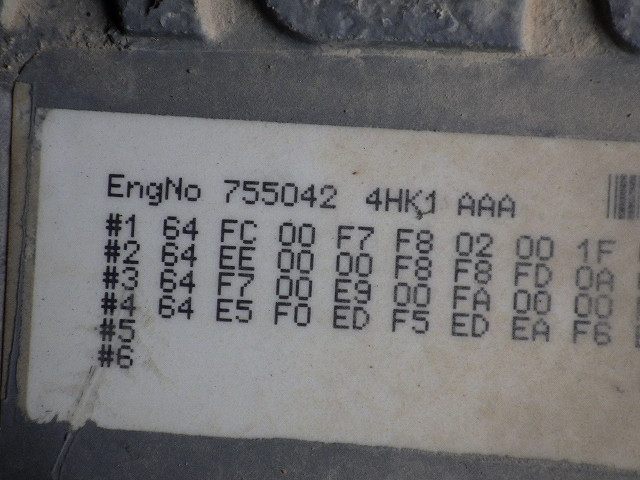 EngNo 755042 4HK1 AAA
#1 64 FC 00 F7 F8 02 00 1F
#2 64 EE 00 00 F8 F8 FD 0A
#3 64 F7 00 E9 00 FA 00 00
#4 64 E5 F0 ED F5 ED EA F6
#5
#6